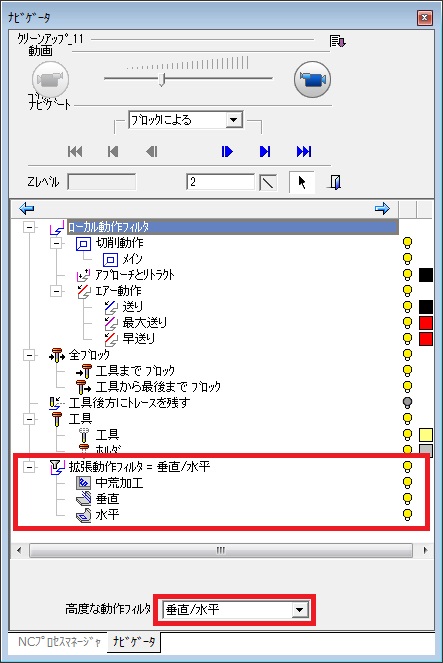 ﾅﾋﾞｹﾞｰﾀ
ｸﾘｰﾝｱｯﾌﾟ_11
動画
ﾅﾋﾞｹﾞｰﾄ
ﾌﾞﾛｯｸによる
Zﾚﾍﾞﾙ
2
ﾛｰｶﾙ動作ﾌｨﾙﾀ
切削動作
ﾒｲﾝ
ｱﾌﾟﾛｰﾁとﾘﾄﾗｸﾄ
ｴｱｰ動作
送り
最大送り
早送り
全ﾌﾞﾛｯｸ
工具まで ﾌﾞﾛｯｸ
工具から最後まで ﾌﾞﾛｯｸ
工具後方にﾄﾚｰｽを残す
工具
工具
ﾎﾙﾀﾞ
拡張動作ﾌｨﾙﾀ = 垂直/水平
中荒加工
垂直
水平
高度な動作ﾌｨﾙﾀ
垂直/水平
NCﾌﾟﾛｾｽﾏﾈｰｼﾞｬ
ﾅﾋﾞｹﾞｰﾀ